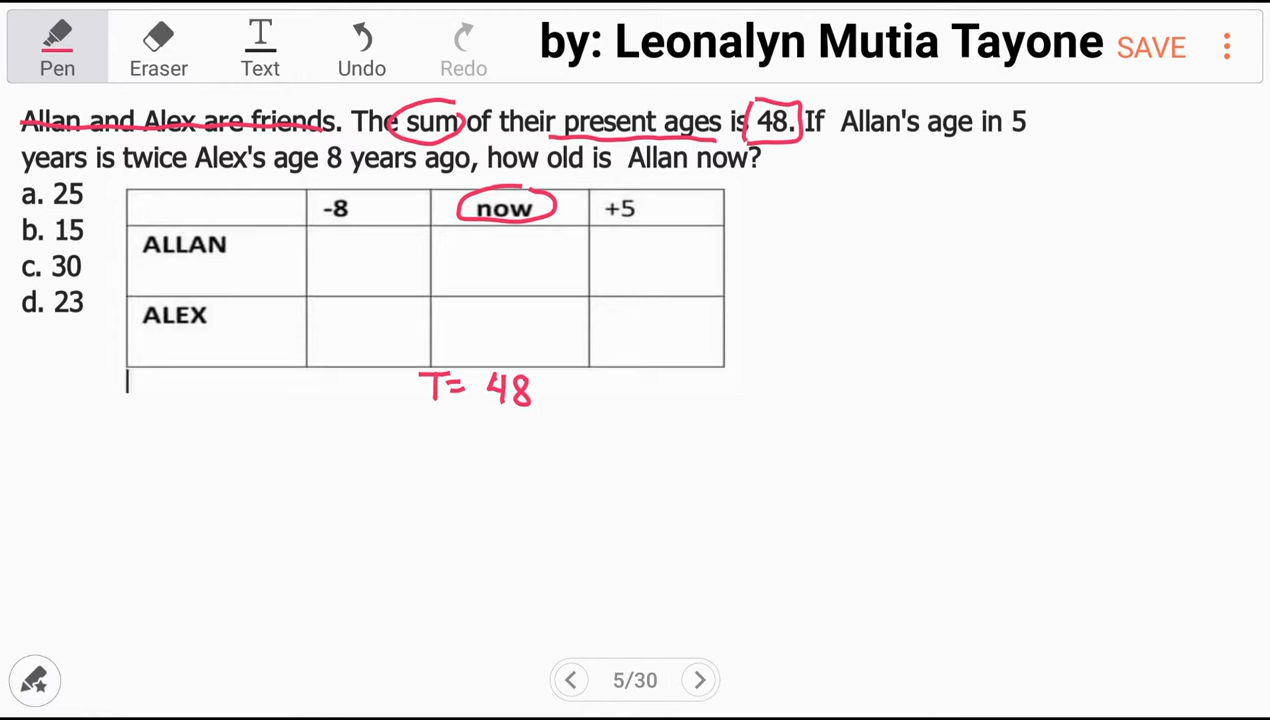 Pen
Eraser
Text
Undo
Redo
by: Leonalyn Mutia Tayone
SAVE
Allan and Alex are friends. The sum of their present ages is 48. If Allan's age in 5
years is twice Alex's age 8 years ago, how old is Allan now?
a. 25
b. 15
c. 30
d. 23
-8 now +5
ALLAN
ALEX
T= 48
5/30